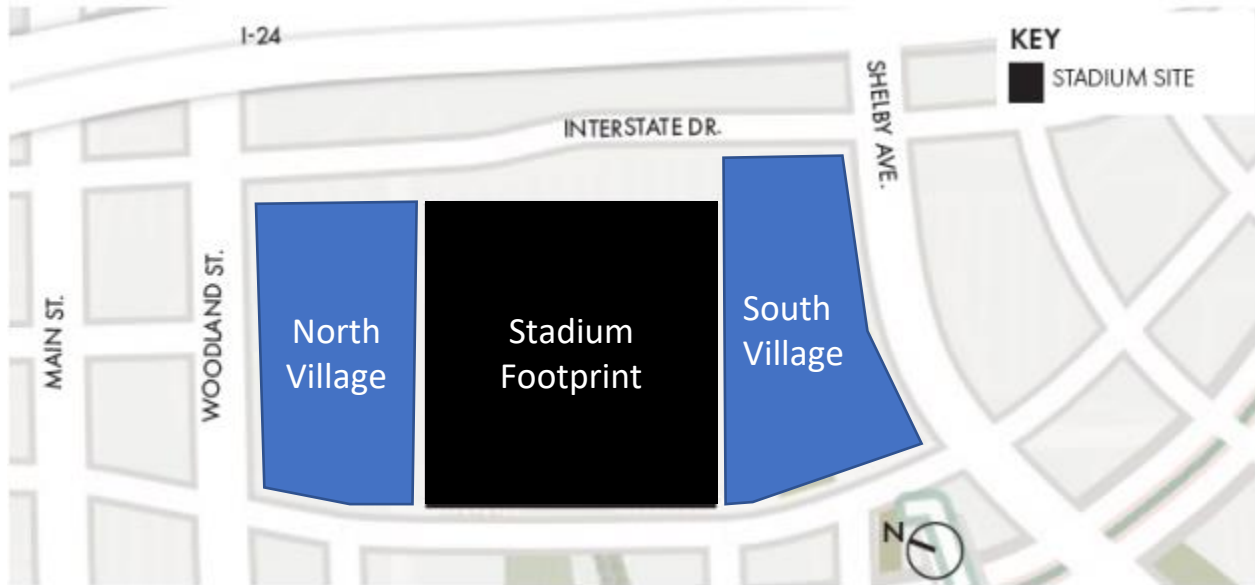 I-24
KEY
STADIUM SITE
SHELBY AVE.
INTERSTATE DR.
MAIN ST.
WOODLAND ST.
North
Village
Stadium
Footprint
South
Village
N